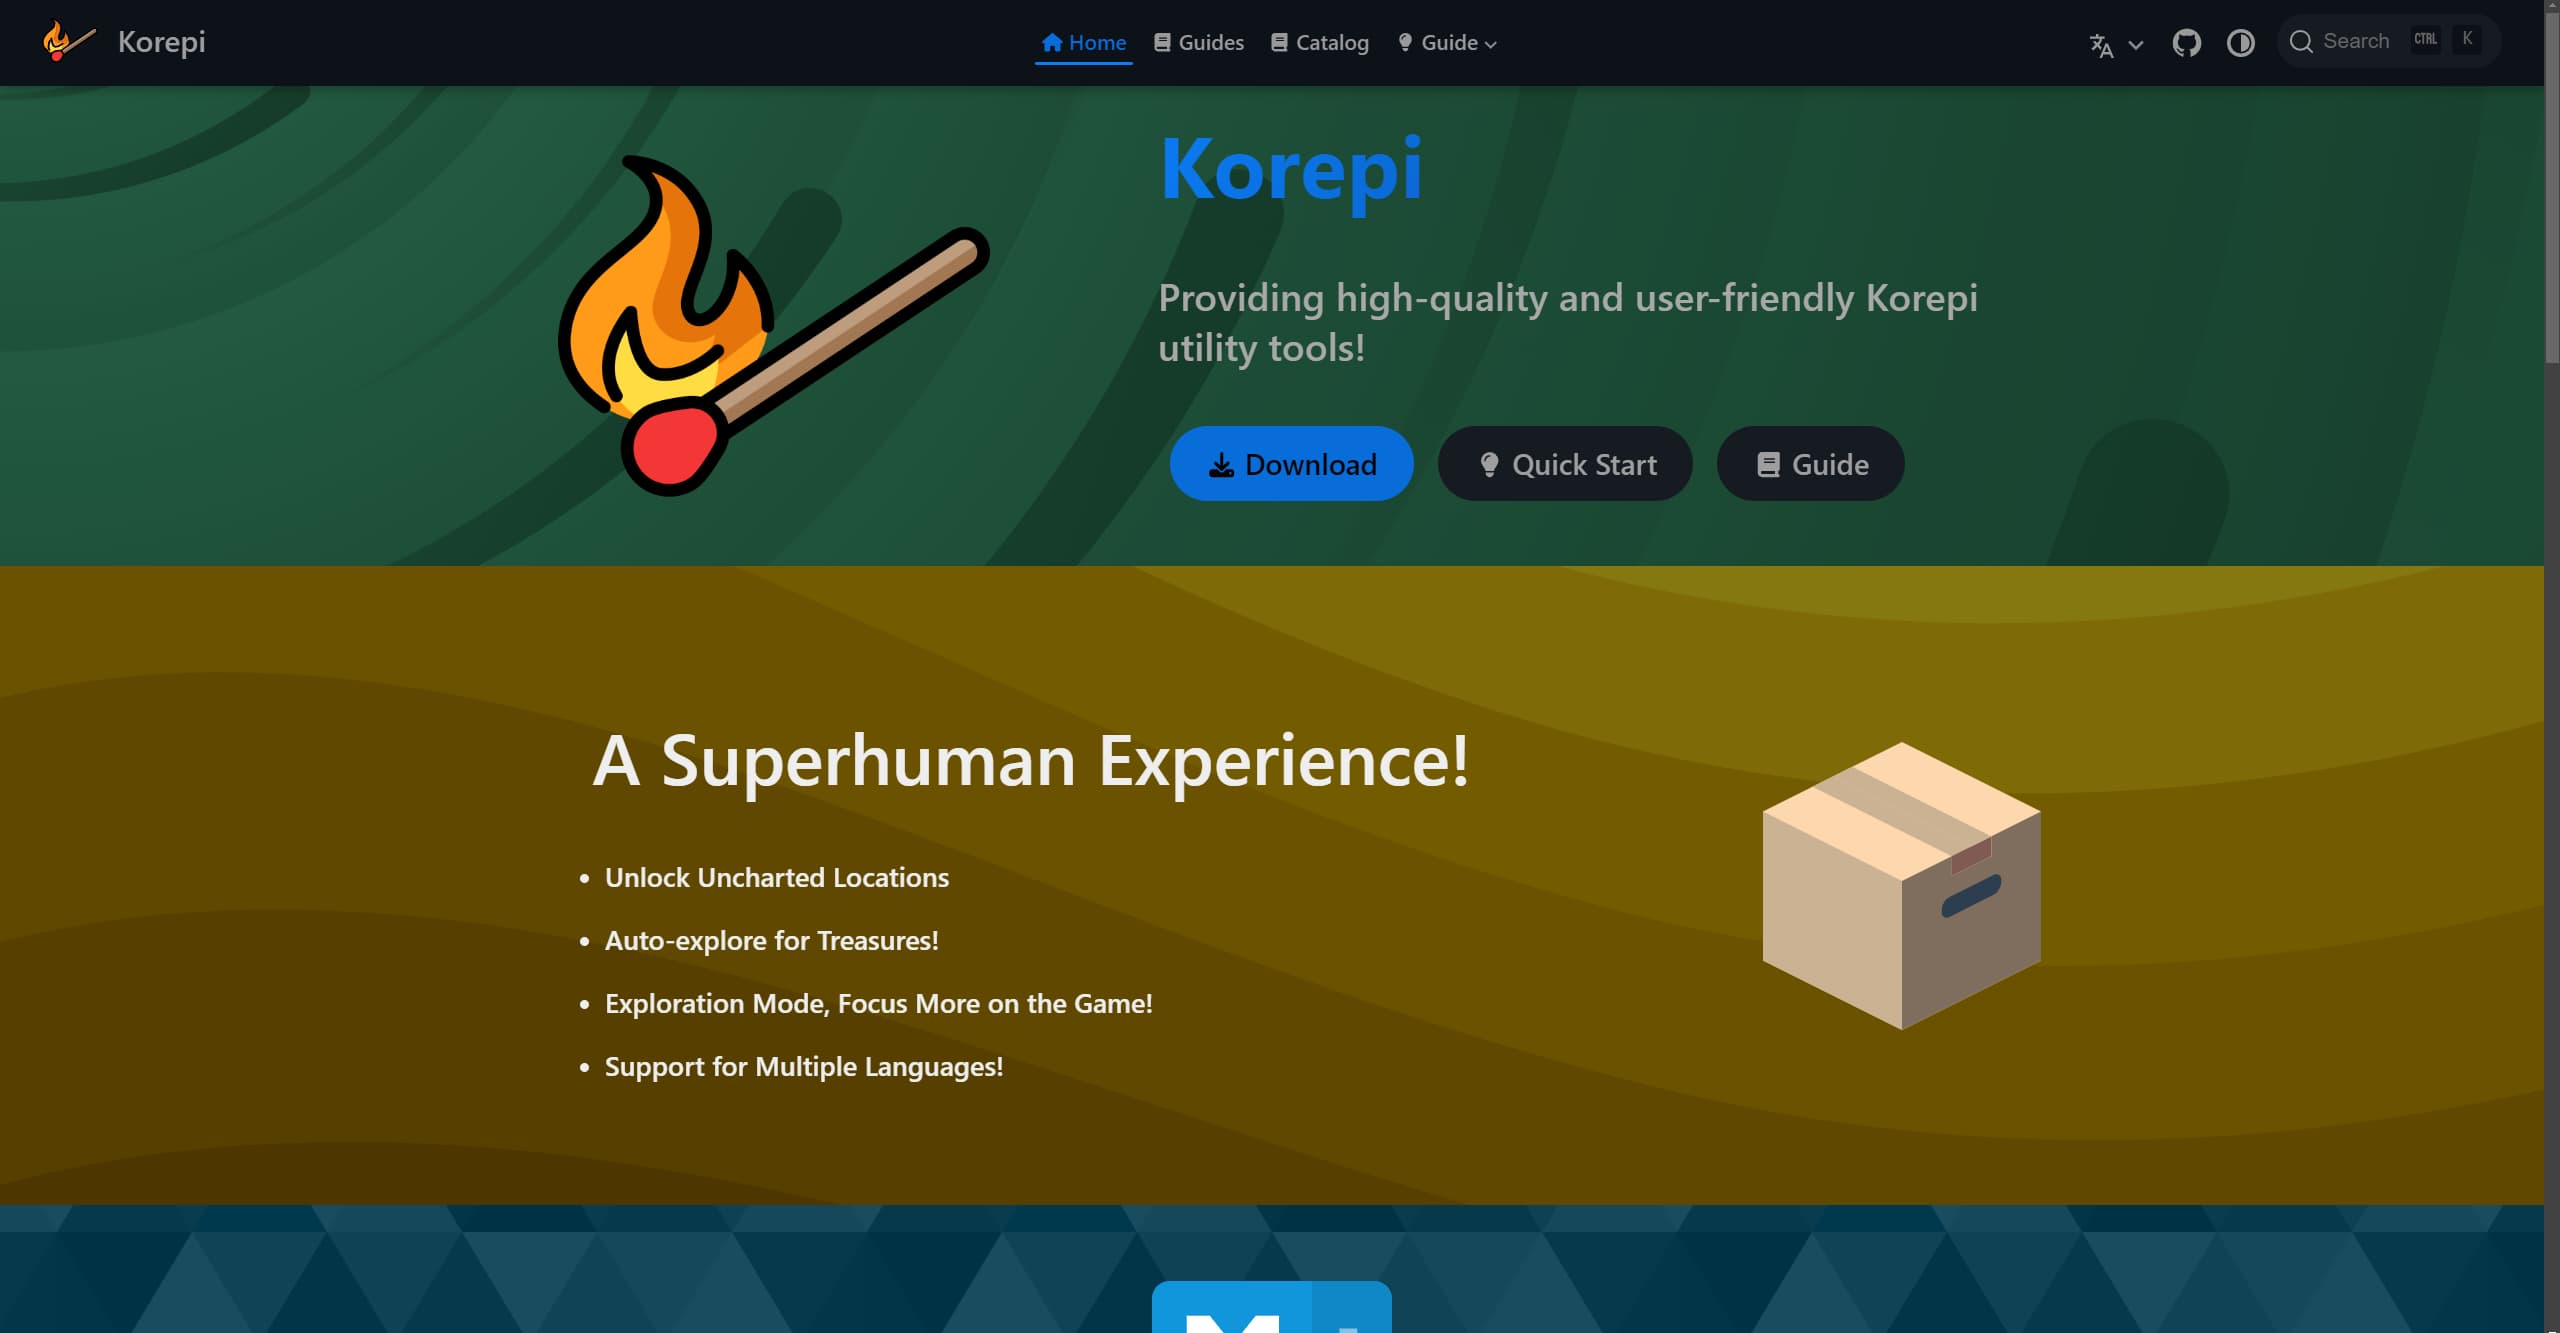 Korepi
Home
Guides
Catalog
Guide
Search
CTRL
K
Korepi
Providing high-quality and user-friendly Korepi
utility tools!
Download
Quick Start
Guide
A Superhuman Experience!
• Unlock Uncharted Locations
• Auto-explore for Treasures!
• Exploration Mode, Focus More on the Game!
• Support for Multiple Languages!